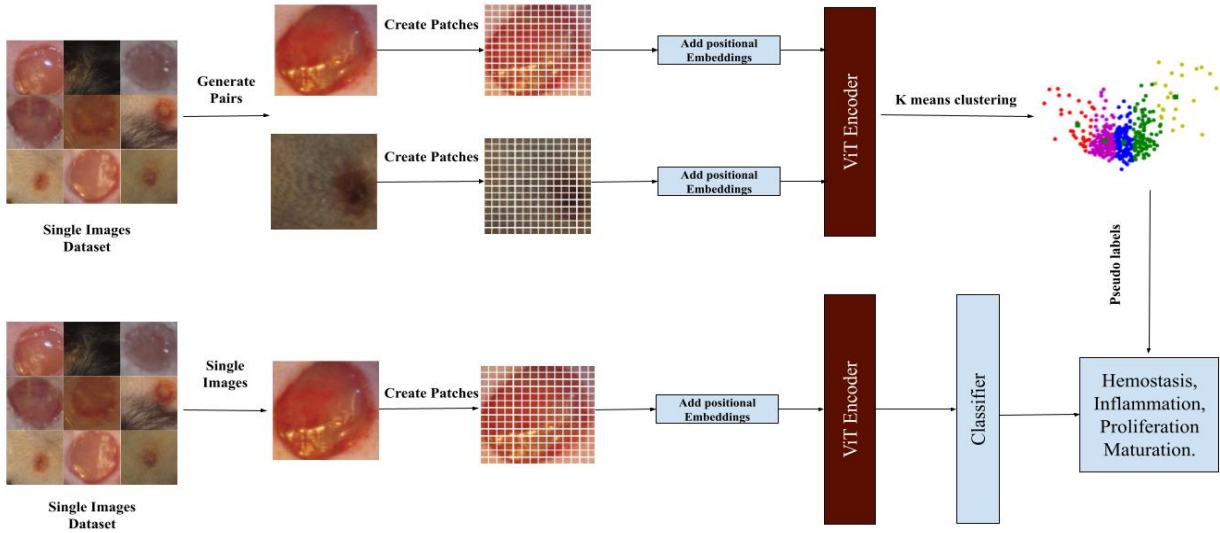 Create Patches
Add positional
Embeddings
ViT Encoder
Generate
Pairs
K means clustering
Create Patches
Add positional
Embeddings
Single Images
Dataset
Pseudo labels
Single
Images
Create Patches
Add positional
Embeddings
ViT Encoder
Classifier
Hemostasis,
Inflammation,
Proliferation
Maturation.
Single Images
Dataset